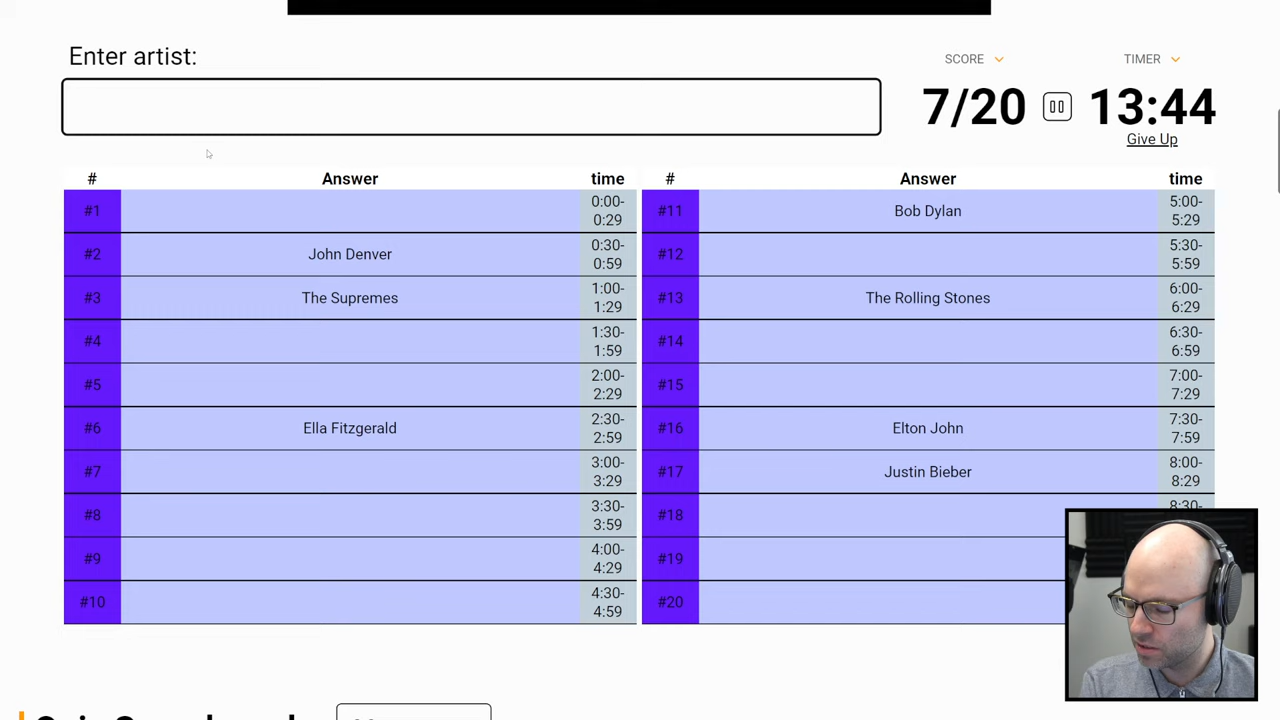 Enter artist:
SCORE
TIMER
7/20
13:44
Give Up
# Answer time
#1 0:00-
0:29
#2 John Denver 0:30-
0:59
#3 The Supremes 1:00-
1:29
#4 1:30-
1:59
#5 2:00-
2:29
#6 Ella Fitzgerald 2:30-
2:59
#7 3:00-
3:29
#8 3:30-
3:59
#9 4:00-
4:29
#10 4:30-
4:59
# Answer time
#11 Bob Dylan 5:00-
5:29
#12 5:30-
5:59
#13 The Rolling Stones 6:00-
6:29
#14 6:30-
6:59
#15 7:00-
7:29
#16 Elton John 7:30-
7:59
#17 Justin Bieber 8:00-
8:29
#18 8:30-
#19
#20